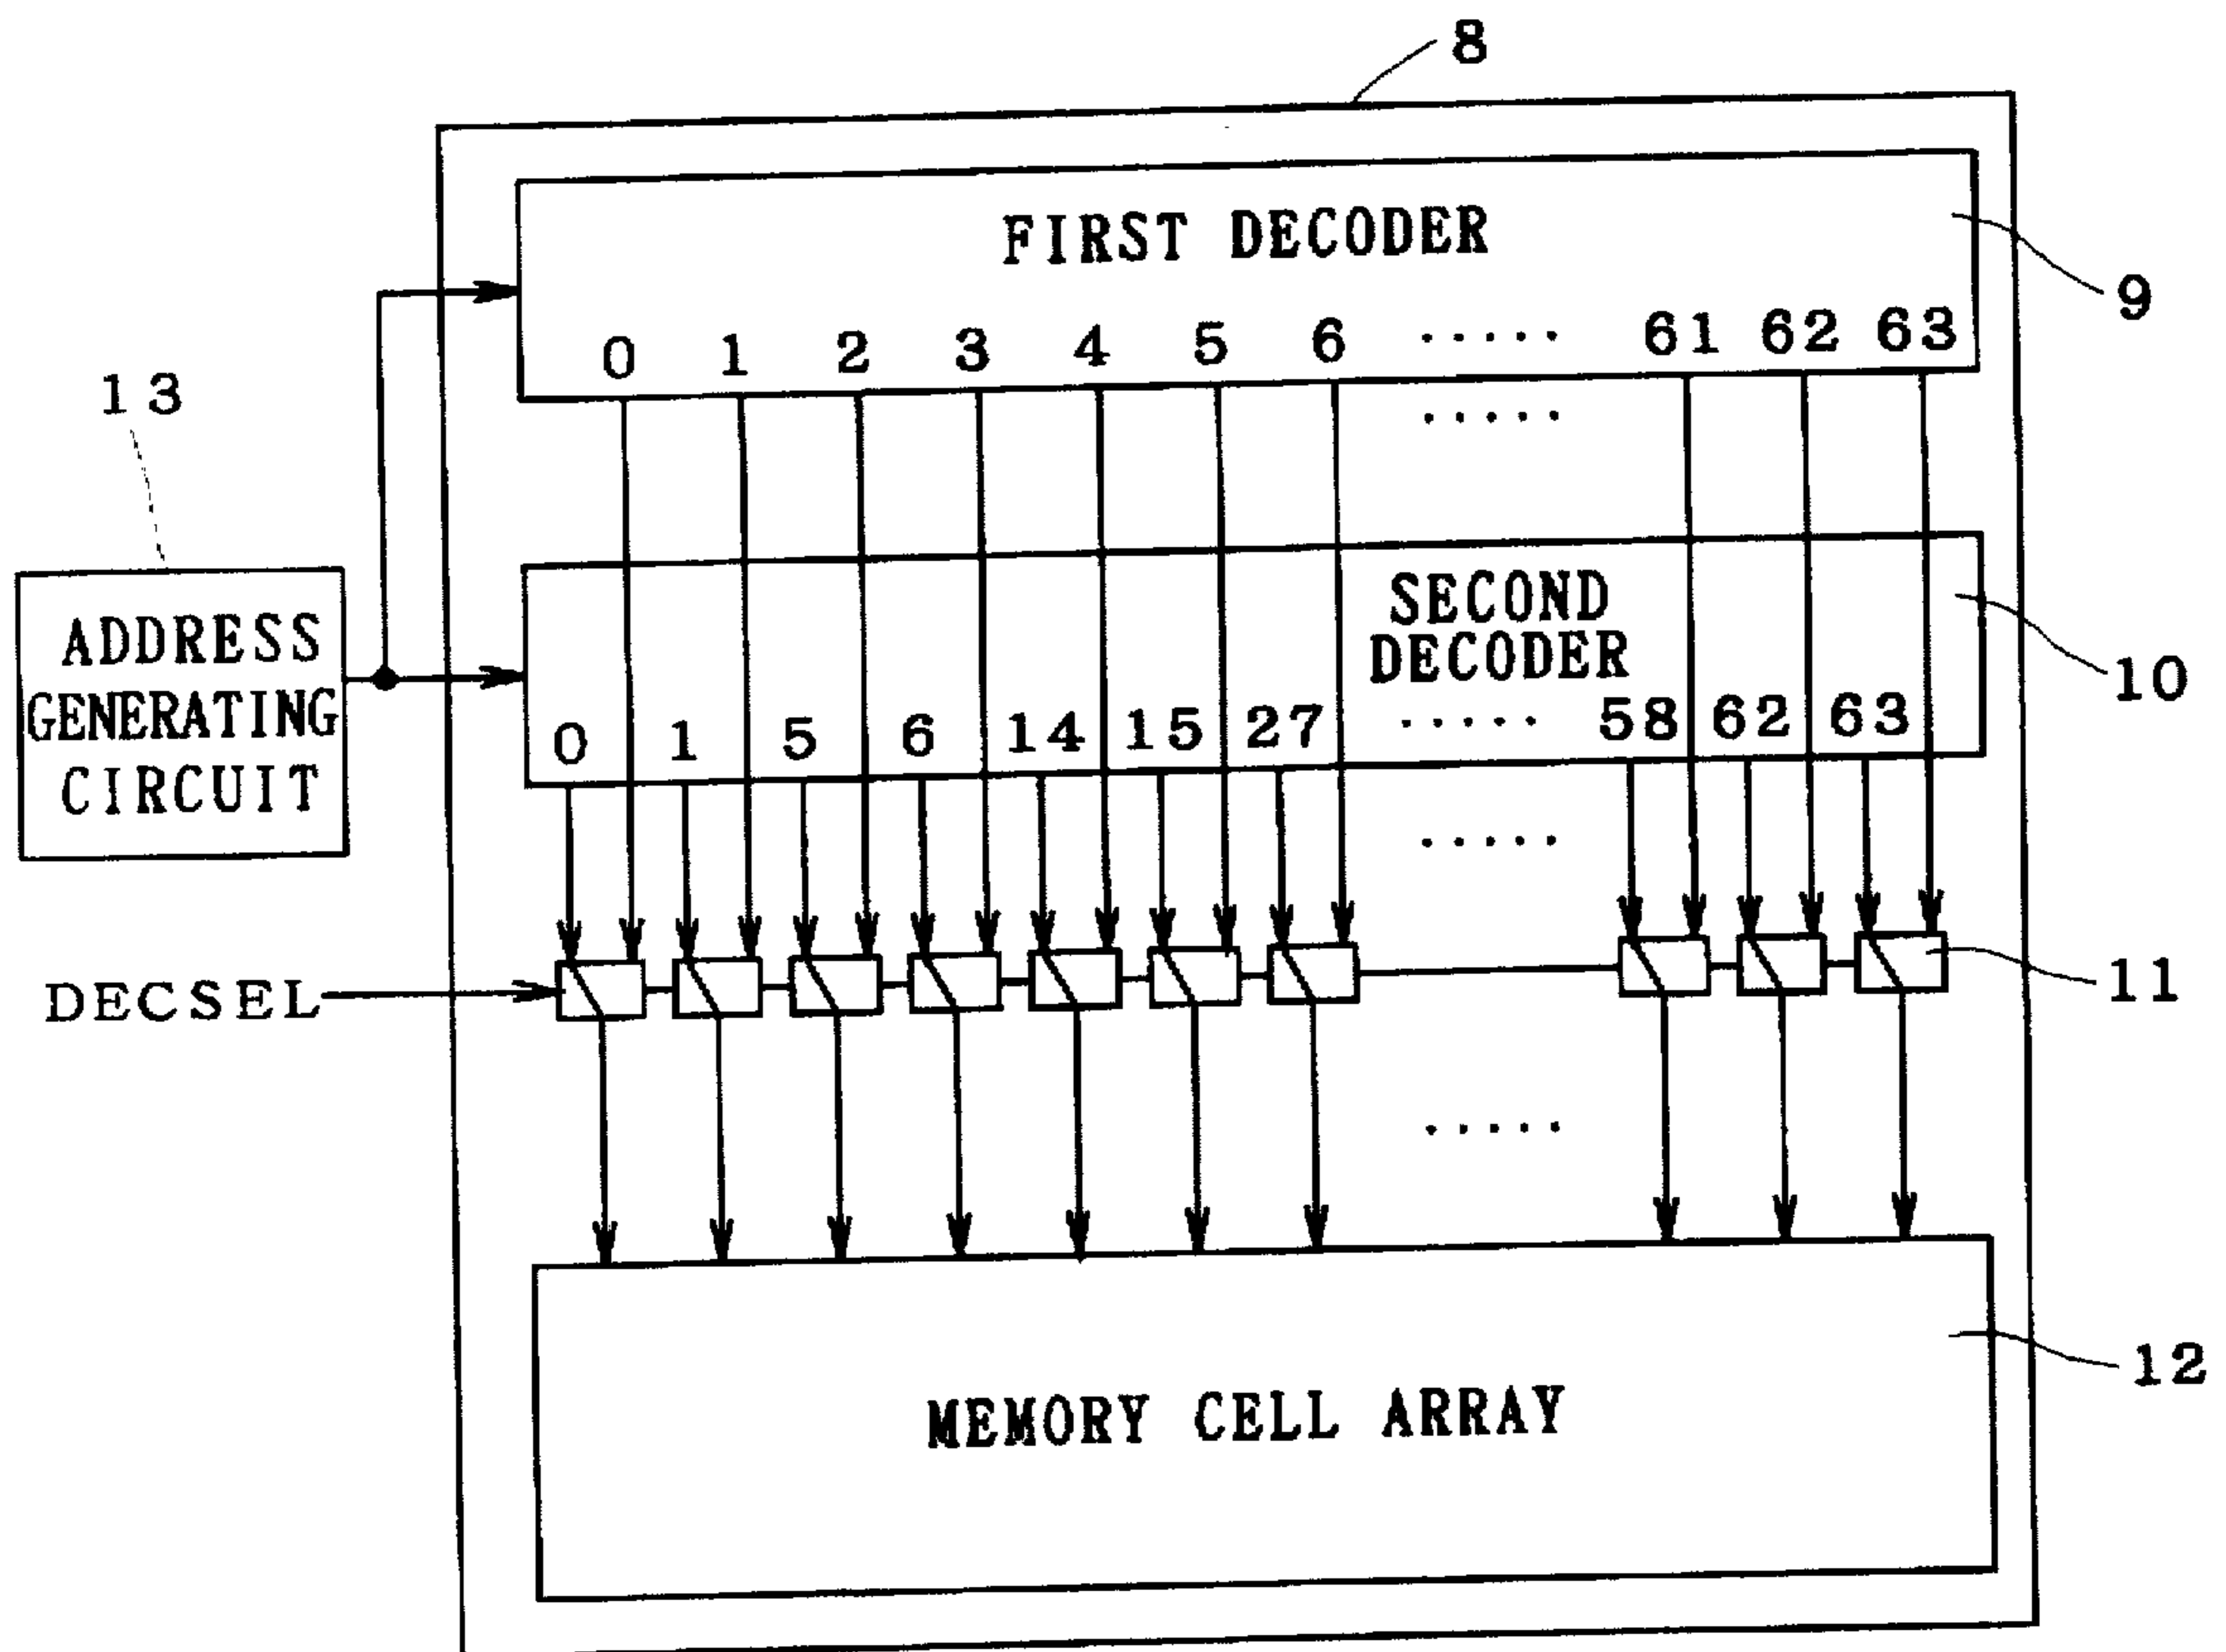 8
FIRST DECODER
9
0 1 2 3 4 5 6 ..... 61 62 63
.....
13
SECOND
DECODER
10
ADDRESS
GENERATING
CIRCUIT
0 1 5 6 14 15 27 ..... 58 62 63
.....
DECSEL
11
.....
12
MEMORY CELL ARRAY